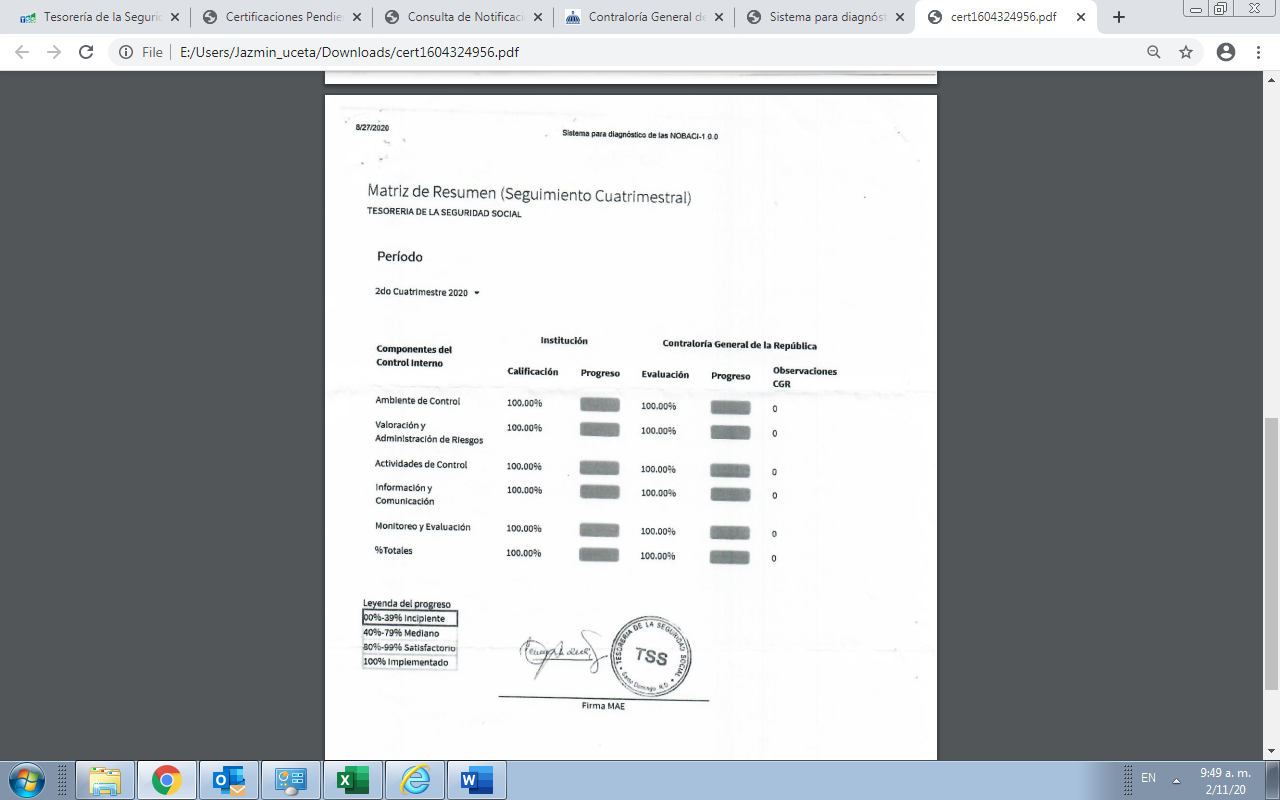 Tesorería de la Segurid
Certificaciones Pendie
Consulta de Notificac
Contraloría General de
Sistema para diagnóst
cert1604324956.pdf
File | E:/Users/Jazmin_uceta/Downloads/cert1604324956.pdf
8/27/2020
Sistema para diagnóstico de las NOBACI-1.0.0
Matriz de Resumen (Seguimiento Cuatrimestral)
TESORERIA DE LA SEGURIDAD SOCIAL
Período
2do Cuatrimestre 2020
Institución Contraloría General de la República
Componentes del
Control Interno
Calificación Progreso Evaluación Progreso Observaciones
CGR
Ambiente de Control 100.00% 100.00% 0
Valoración y
Administración de Riesgos 100.00% 100.00% 0
Actividades de Control 100.00% 100.00% 0
Información y
Comunicación 100.00% 100.00% 0
Monitoreo y Evaluación 100.00% 100.00% 0
%Totales 100.00% 100.00% 0
Leyenda del progreso
00%-39% Incipiente
40%-79% Mediano
80%-99% Satisfactorio
100% Implementado
TESORERIA DE LA SEGURIDAD SOCIAL
TSS
Santo Domingo, R.D.
Firma MAE
EN
9:49 a. m.
2/11/20